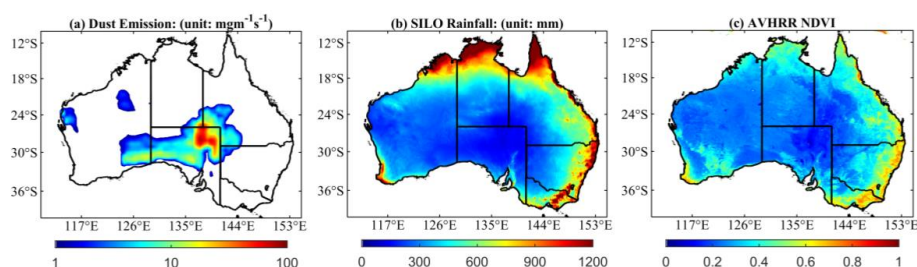 (a) Dust Emission: (unit: mgm⁻¹s⁻¹)
(b) SILO Rainfall: (unit: mm)
(c) AVHRR NDVI
12°S
18°S
24°S
30°S
36°S
117°E 126°E 135°E 144°E 153°E
1 10 100
12°S
18°S
24°S
30°S
36°S
117°E 126°E 135°E 144°E 153°E
0 300 600 900 1200
12°S
18°S
24°S
30°S
36°S
117°E 126°E 135°E 144°E 153°E
0 0.2 0.4 0.6 0.8 1